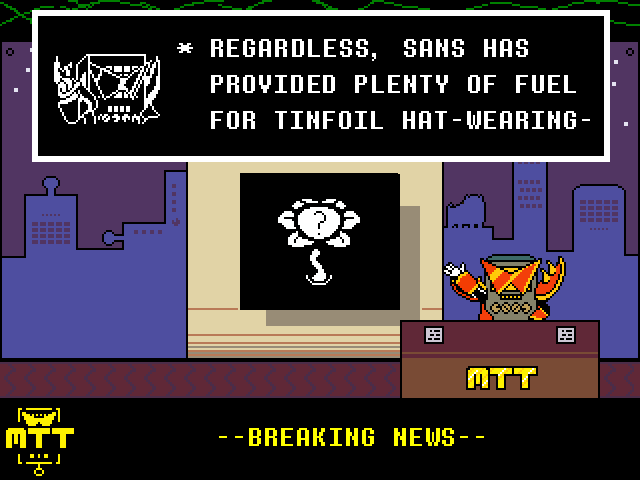 * REGARDLESS, SANS HAS
PROVIDED PLENTY OF FUEL
FOR TINFOIL HAT-WEARING-
?
MTT
MTT
--BREAKING NEWS--